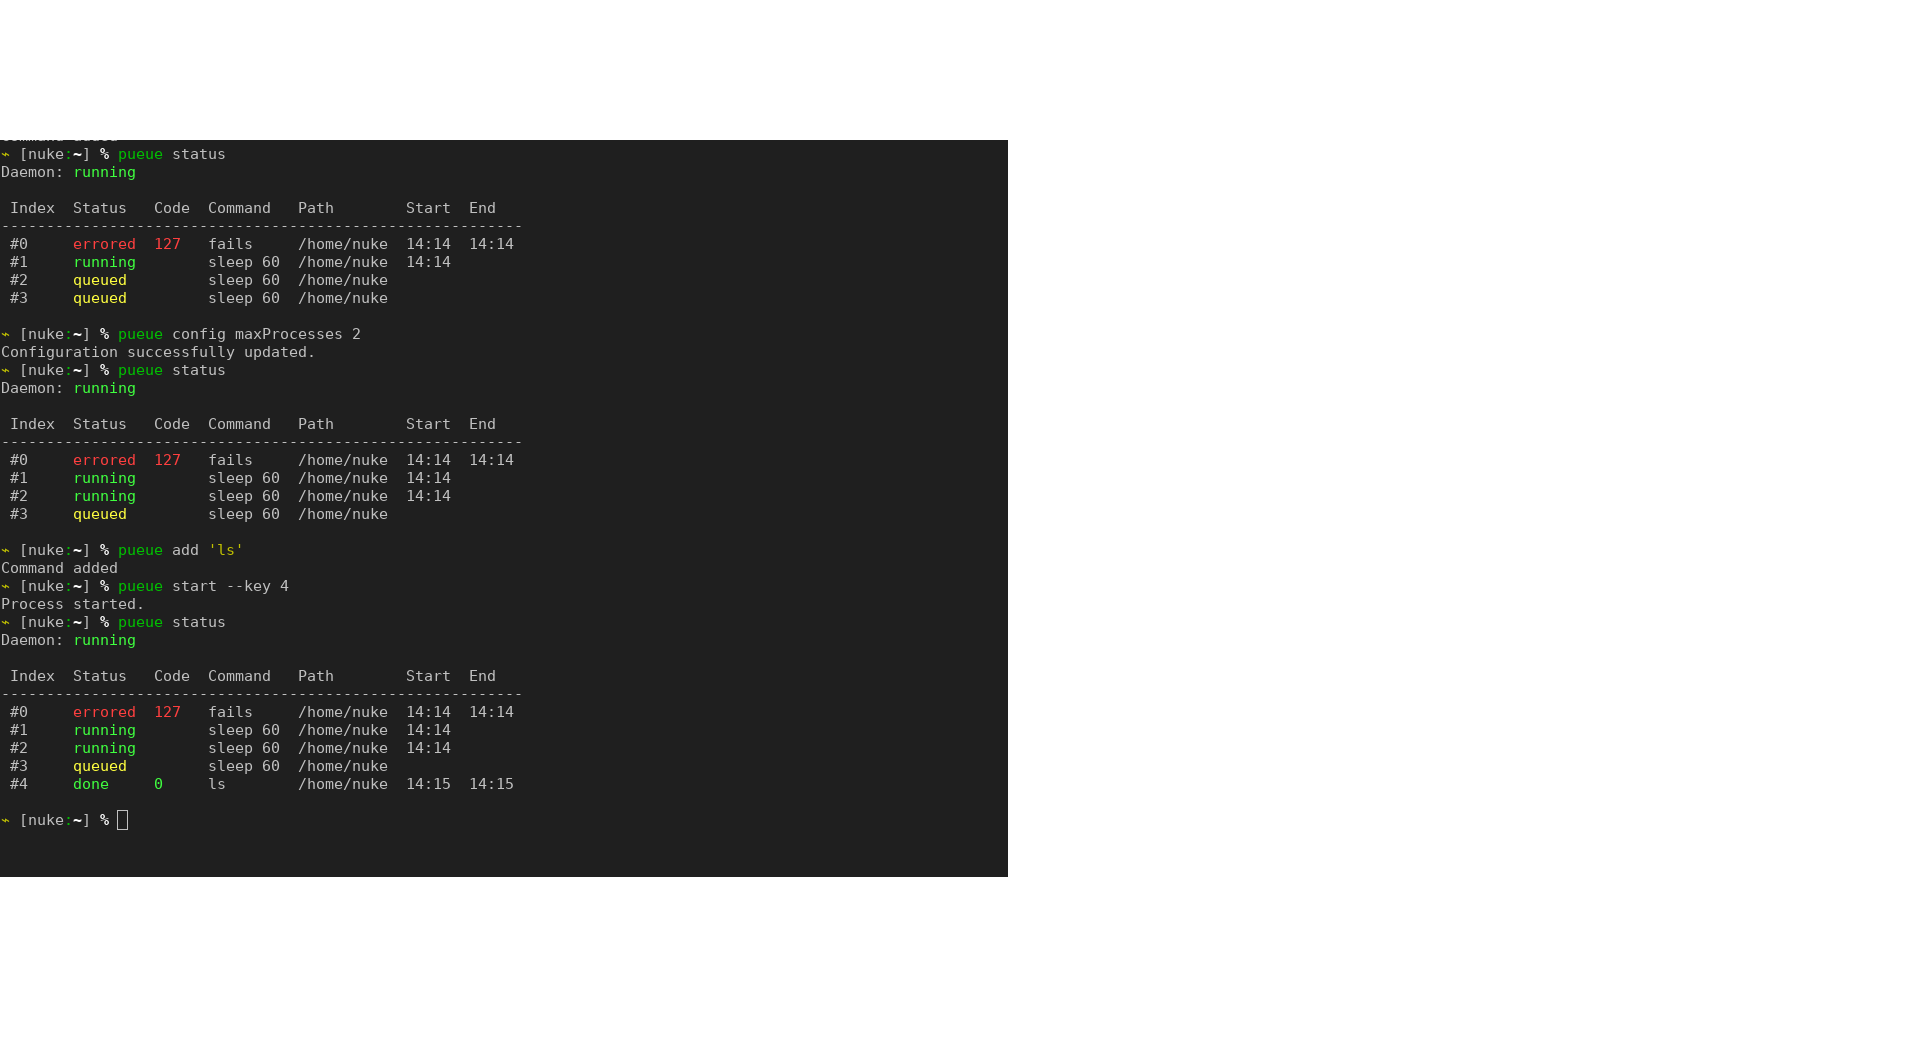 ⌁ [nuke:~] % pueue status
Daemon: running
Index  Status   Code  Command   Path        Start  End
----------------------------------------------------------
#0     errored  127   fails     /home/nuke  14:14  14:14
#1     running        sleep 60  /home/nuke  14:14
#2     queued         sleep 60  /home/nuke
#3     queued         sleep 60  /home/nuke
⌁ [nuke:~] % pueue config maxProcesses 2
Configuration successfully updated.
⌁ [nuke:~] % pueue status
Daemon: running
Index  Status   Code  Command   Path        Start  End
----------------------------------------------------------
#0     errored  127   fails     /home/nuke  14:14  14:14
#1     running        sleep 60  /home/nuke  14:14
#2     running        sleep 60  /home/nuke  14:14
#3     queued         sleep 60  /home/nuke
⌁ [nuke:~] % pueue add 'ls'
Command added
⌁ [nuke:~] % pueue start --key 4
Process started.
⌁ [nuke:~] % pueue status
Daemon: running
Index  Status   Code  Command   Path        Start  End
----------------------------------------------------------
#0     errored  127   fails     /home/nuke  14:14  14:14
#1     running        sleep 60  /home/nuke  14:14
#2     running        sleep 60  /home/nuke  14:14
#3     queued         sleep 60  /home/nuke
#4     done     0     ls        /home/nuke  14:15  14:15
⌁ [nuke:~] %